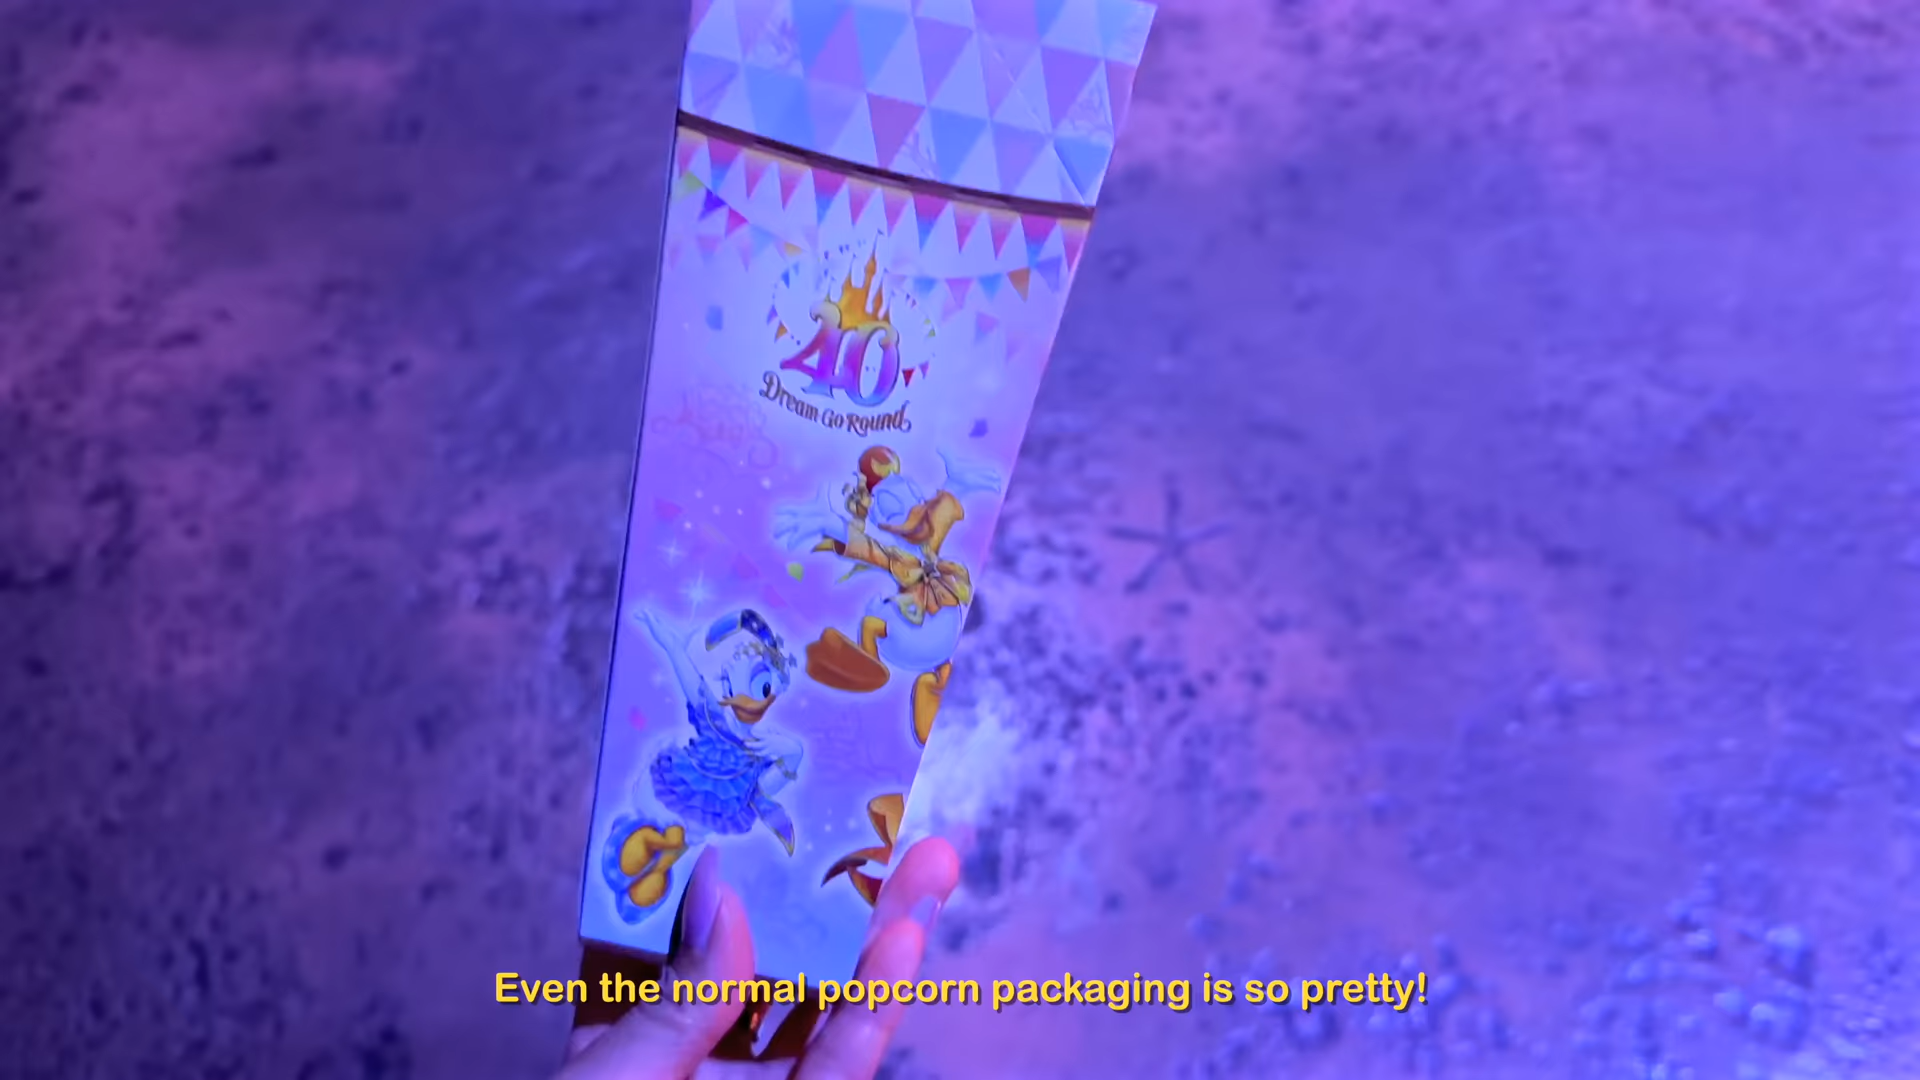 40
Dream Go Round
Even the normal popcorn packaging is so pretty!